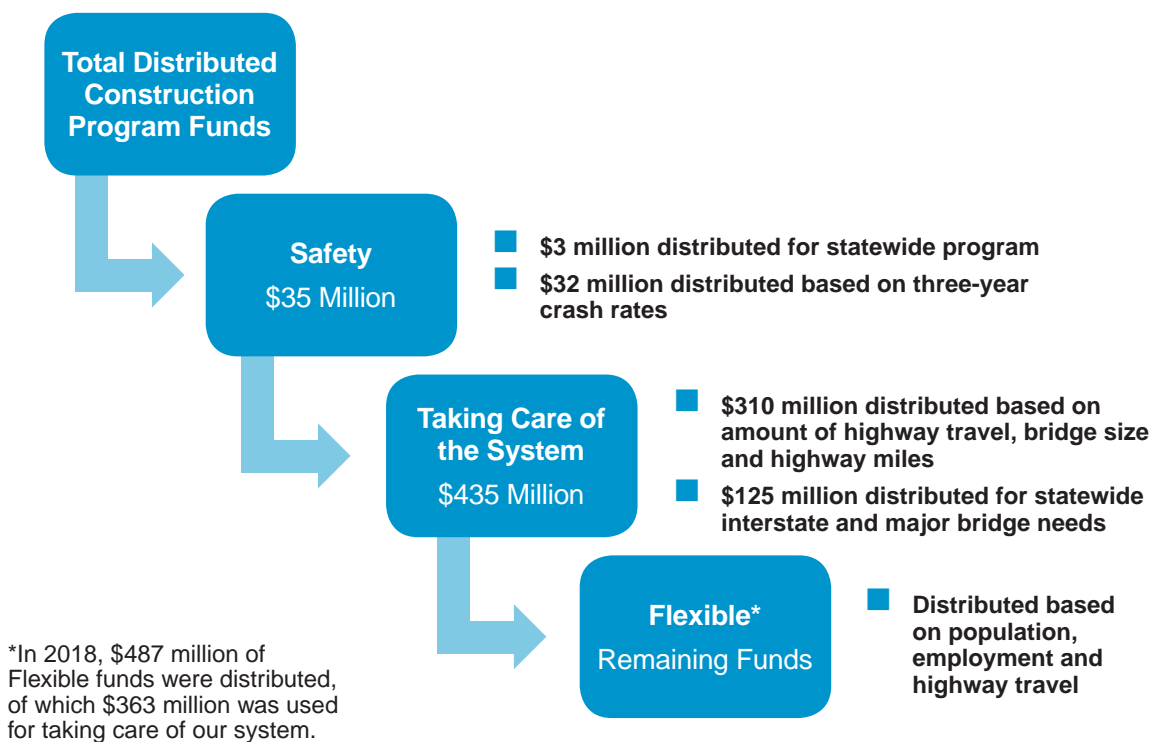 Total Distributed
Construction
Program Funds
Safety
$35 Million
$3 million distributed for statewide program
$32 million distributed based on three-year
crash rates
Taking Care of
the System
$435 Million
$310 million distributed based on
amount of highway travel, bridge size
and highway miles
$125 million distributed for statewide
interstate and major bridge needs
Flexible*
Remaining Funds
Distributed based
on population,
employment and
highway travel
*In 2018, $487 million of
Flexible funds were distributed,
of which $363 million was used
for taking care of our system.